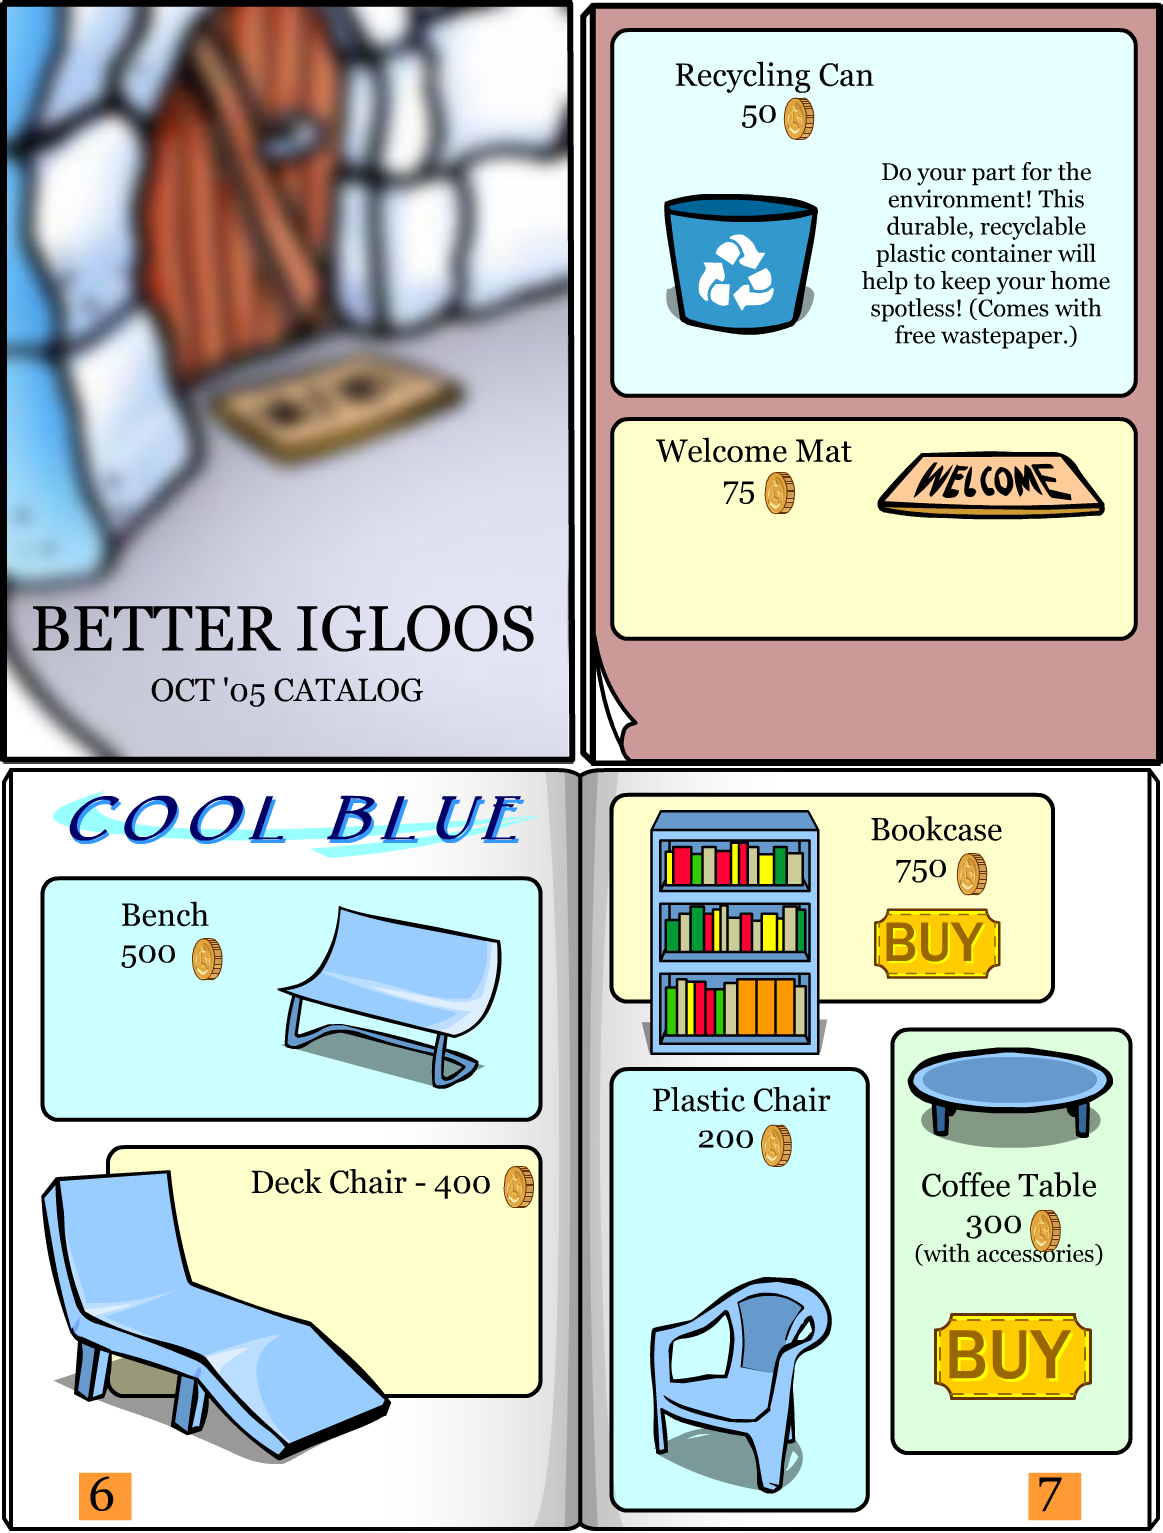 BETTER IGLOOS
OCT '05 CATALOG
Recycling Can
50
Do your part for the
environment! This
durable, recyclable
plastic container will
help to keep your home
spotless! (Comes with
free wastepaper.)
Welcome Mat
75
WELCOME
COOL BLUE
Bench
500
Deck Chair - 400
6
Bookcase
750
BUY
Plastic Chair
200
Coffee Table
300
(with accessories)
BUY
7